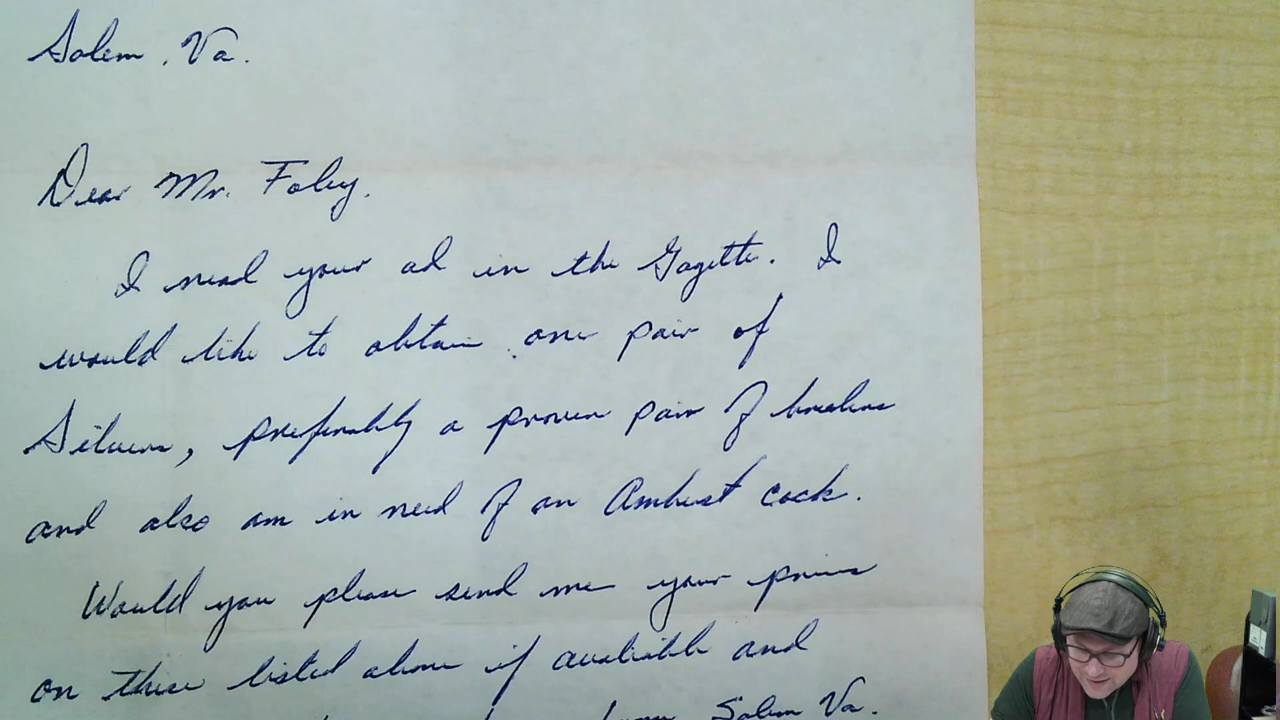 Salem, Va.
Dear Mr. Foley,
I read your ad in the Gazette. I
would like to obtain one pair of
Silvers, preferably a proven pair of breeders
and also am in need of an Amherst cock.
Would you please send me your prices
on these listed above if available and
Salem Va.